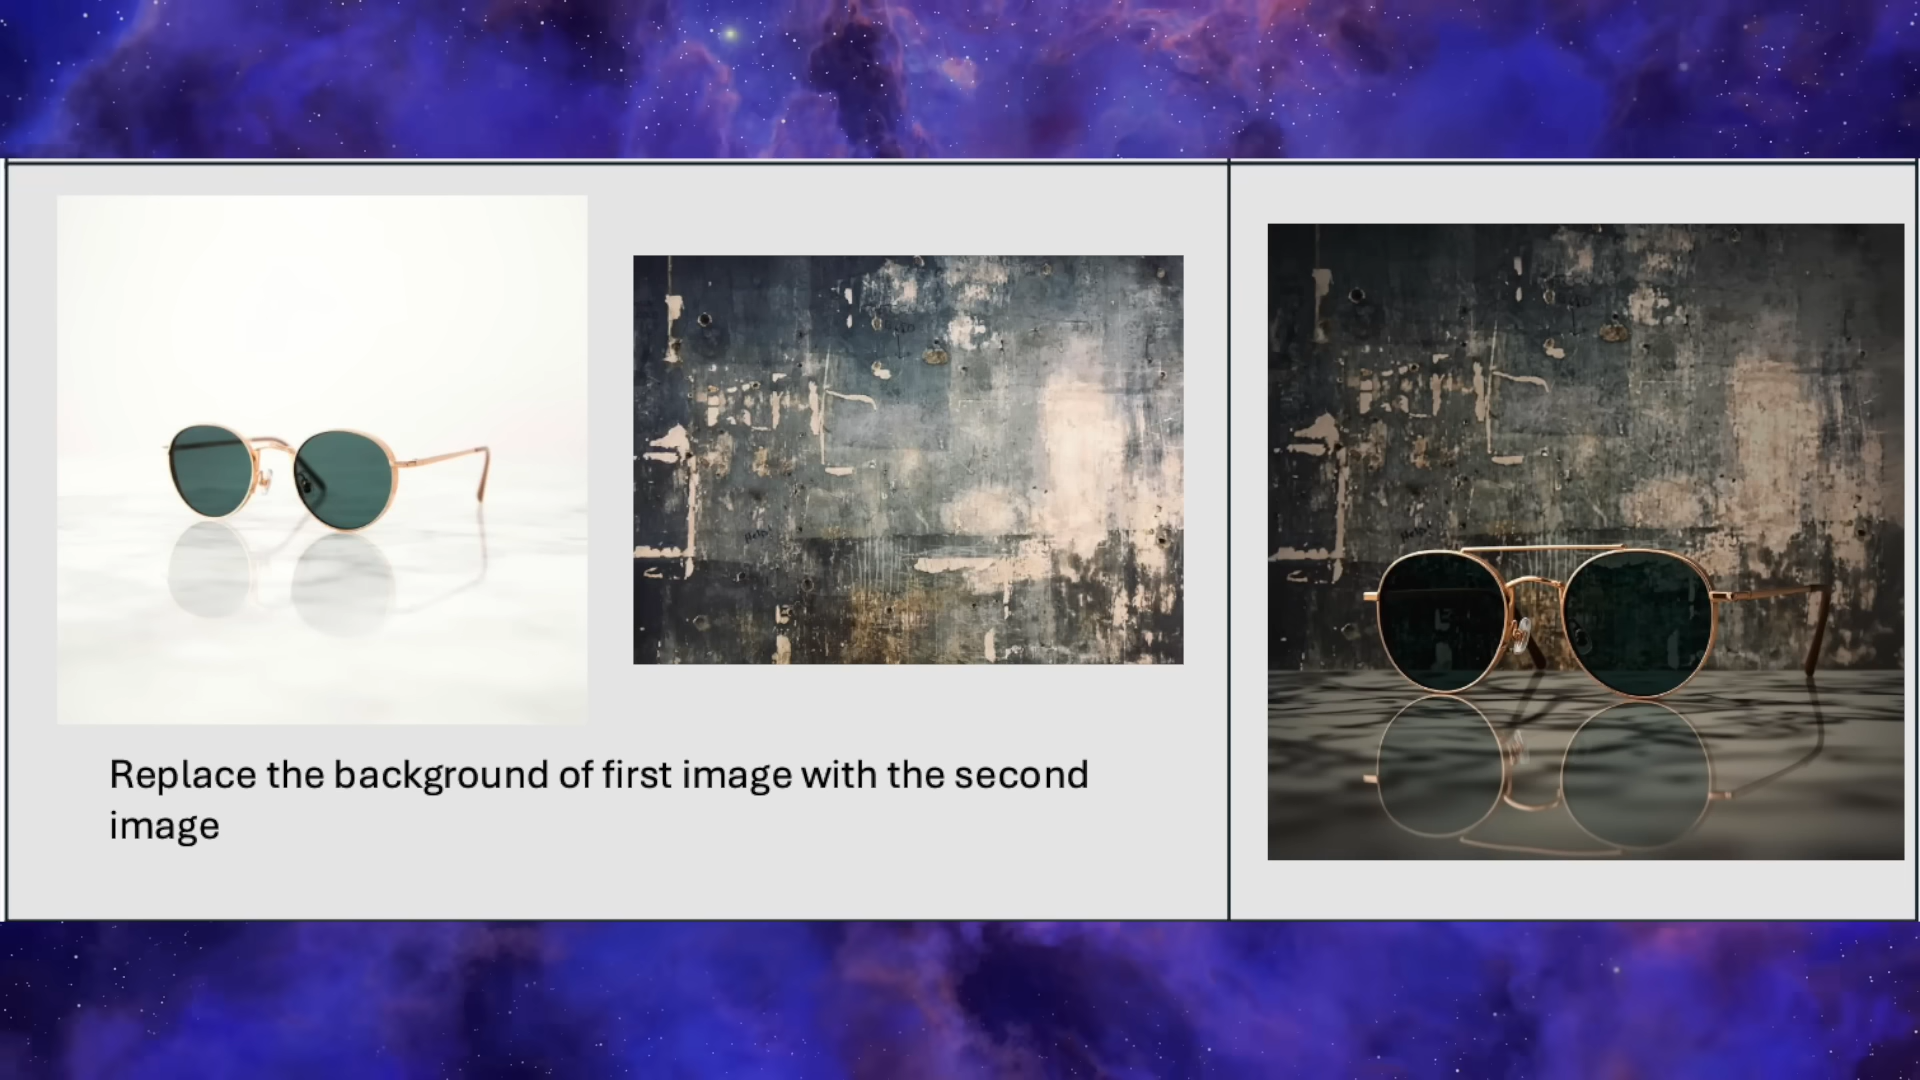 Replace the background of first image with the second
image